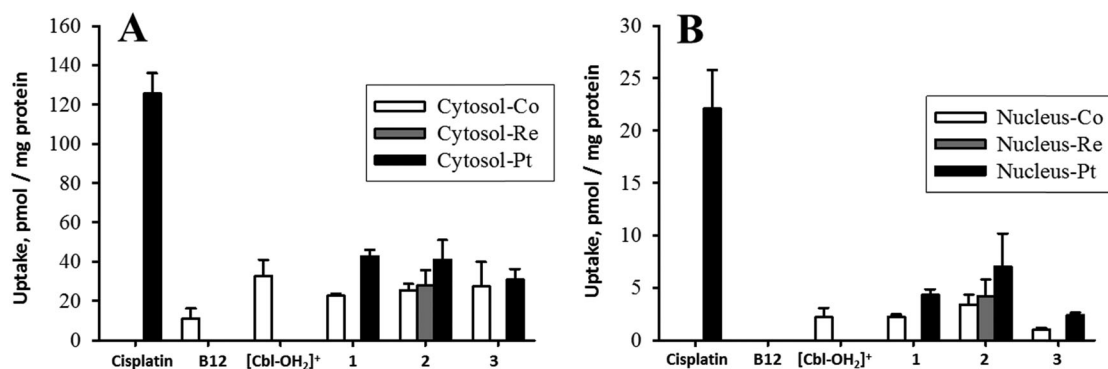 A
Uptake, pmol / mg protein
160
140
120
100
80
60
40
20
0
Cytosol-Co
Cytosol-Re
Cytosol-Pt
Cisplatin B12 [Cbl-OH₂]⁺ 1 2 3
B
Uptake, pmol / mg protein
30
25
20
15
10
5
0
Nucleus-Co
Nucleus-Re
Nucleus-Pt
Cisplatin B12 [Cbl-OH₂]⁺ 1 2 3